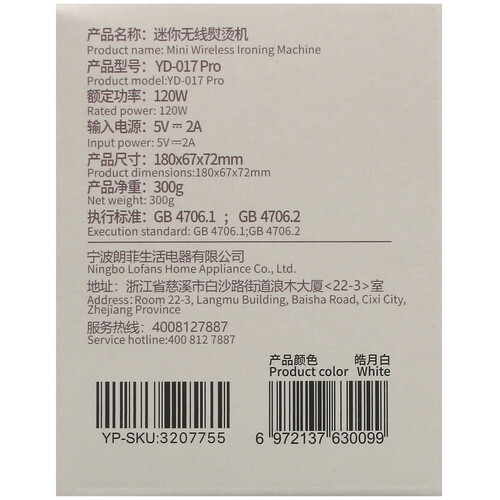 产品名称：迷你无线熨烫机
Product name: Mini Wireless Ironing Machine
产品型号：YD-017 Pro
Product model:YD-017 Pro
额定功率：120W
Rated power: 120W
输入电源：5V⎓2A
Input power: 5V⎓2A
产品尺寸：180x67x72mm
Product dimensions:180x67x72mm
产品净重：300g
Net weight: 300g
执行标准：GB 4706.1 ；GB 4706.2
Execution standard: GB 4706.1;GB 4706.2
宁波朗菲生活电器有限公司
Ningbo Lofans Home Appliance Co., Ltd.
地址：浙江省慈溪市白沙路街道浪木大厦<22-3>室
Address：Room 22-3, Langmu Building, Baisha Road, Cixi City,
Zhejiang Province
服务热线：4008127887
Service hotline:400 812 7887
产品颜色 皓月白
Product color White
YP-SKU:3207755
6 972137 630099